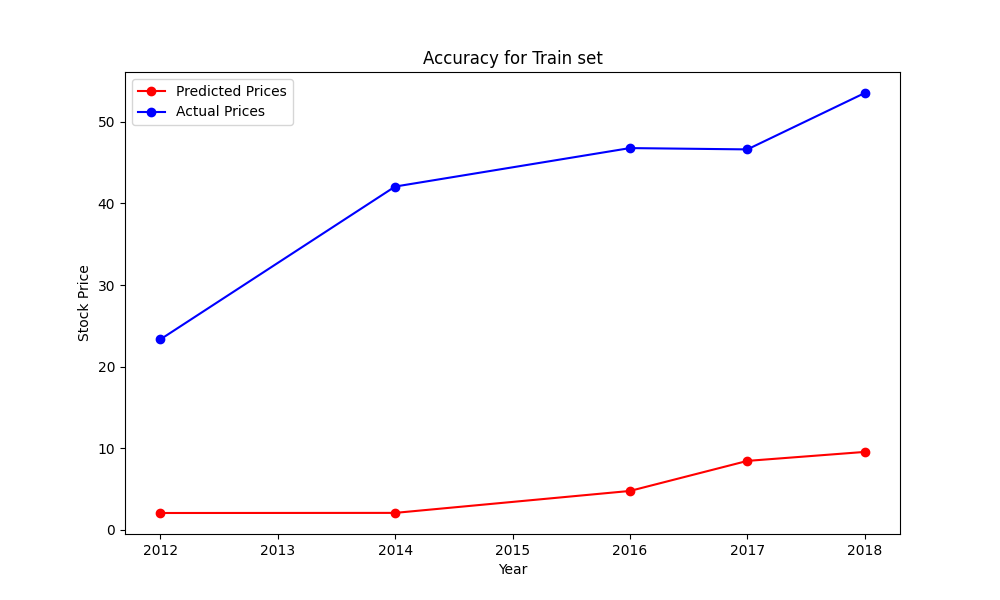 Accuracy for Train set
Predicted Prices
Actual Prices
50
40
30
20
10
0
Stock Price
2012 2013 2014 2015 2016 2017 2018
Year